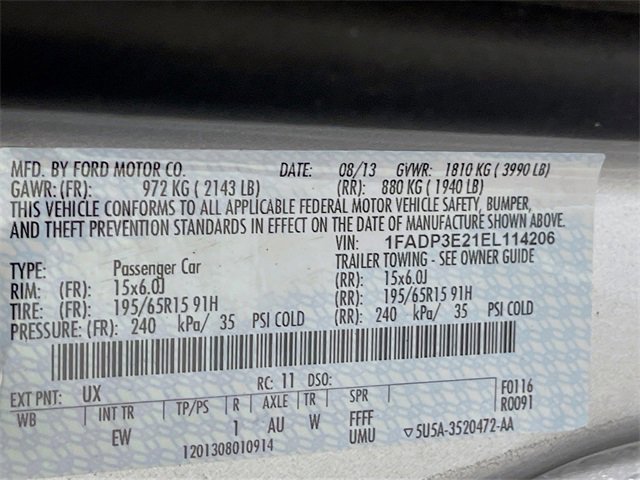 MFD. BY FORD MOTOR CO. DATE: 08/13 GVWR: 1810 KG ( 3990 LB)
GAWR: (FR): 972 KG ( 2143 LB) (RR): 880 KG ( 1940 LB)
THIS VEHICLE CONFORMS TO ALL APPLICABLE FEDERAL MOTOR VEHICLE SAFETY, BUMPER,
AND THEFT PREVENTION STANDARDS IN EFFECT ON THE DATE OF MANUFACTURE SHOWN ABOVE.
VIN: 1FADP3E21EL114206
TYPE: Passenger Car TRAILER TOWING - SEE OWNER GUIDE
RIM: (FR): 15x6.0J (RR): 15x6.0J
TIRE: (FR): 195/65R15 91H (RR): 195/65R15 91H
PRESSURE: (FR): 240 kPa/ 35 PSI COLD (RR): 240 kPa/ 35 PSI COLD
EXT PNT: UX RC: 11 DSO: F0116
WB INT TR TP/PS R AXLE TR SPR R0091
EW 1 AU W FFFF
UMU ▽5U5A-3520472-AA
1201308010914